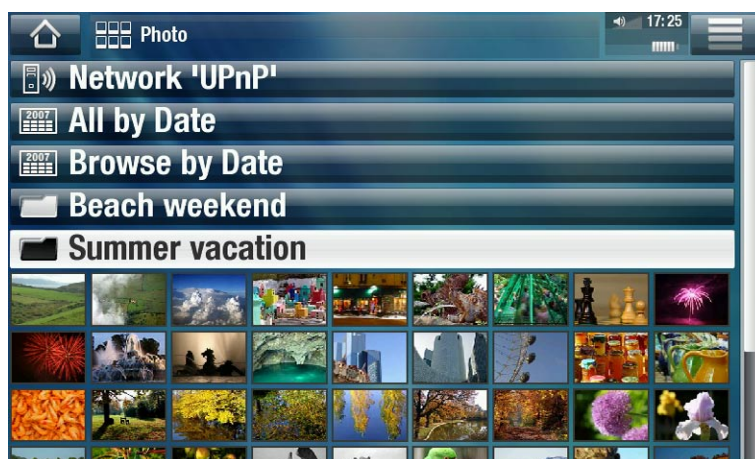 Photo
17:25
Network 'UPnP'
2007
All by Date
2007
Browse by Date
Beach weekend
Summer vacation